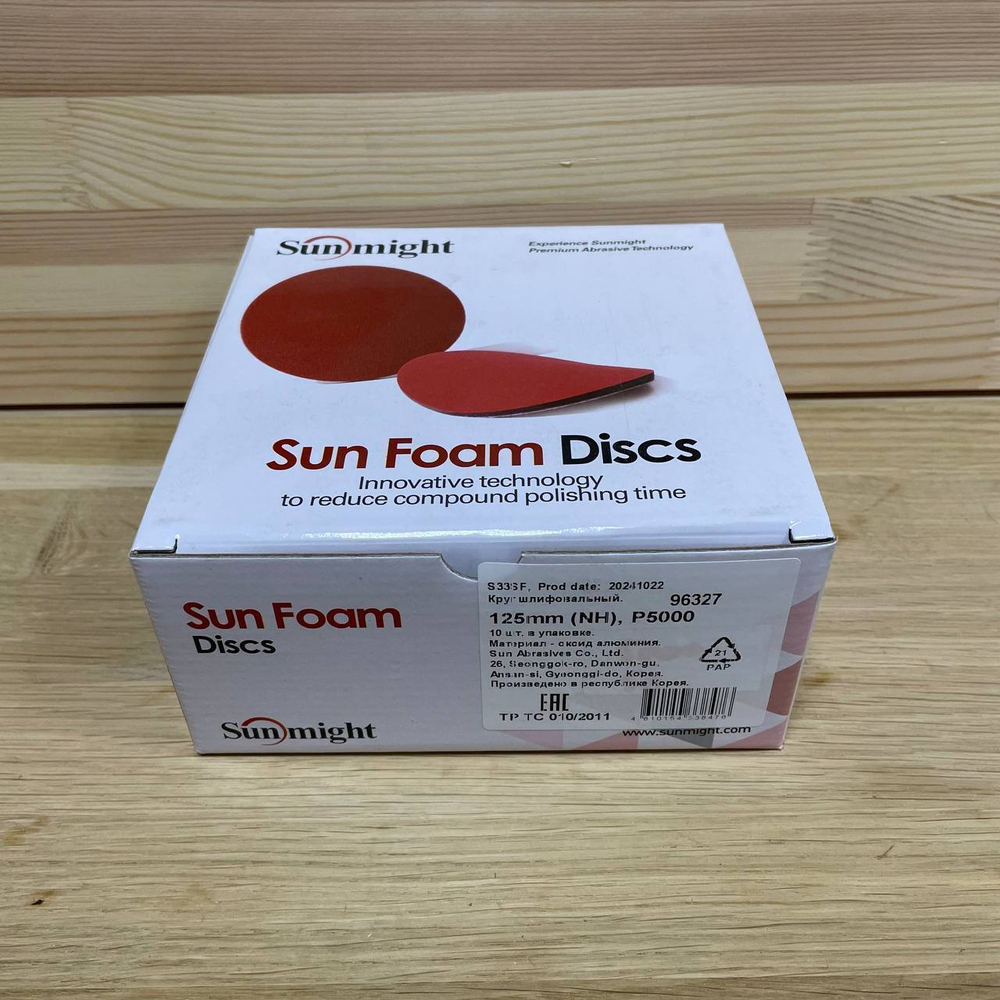 Sunmight
Experience Sunmight
Premium Abrasive Technology
Sun Foam Discs
Innovative technology
to reduce compound polishing time
Sun Foam
Discs
Sunmight
S33SF, Prod date: 20241022
Круг шлифовальный.
96327
125mm (NH), P5000
10 шт. в упаковке.
Материал - оксид алюминия.
Sun Abrasives Co., Ltd.
26, Seonggok-ro, Danwon-gu,
Ansan-si, Gyeonggi-do, Корея.
Произведено в республике Корея.
21
PAP
EAC
ТР ТС 010/2011
www.sunmight.com